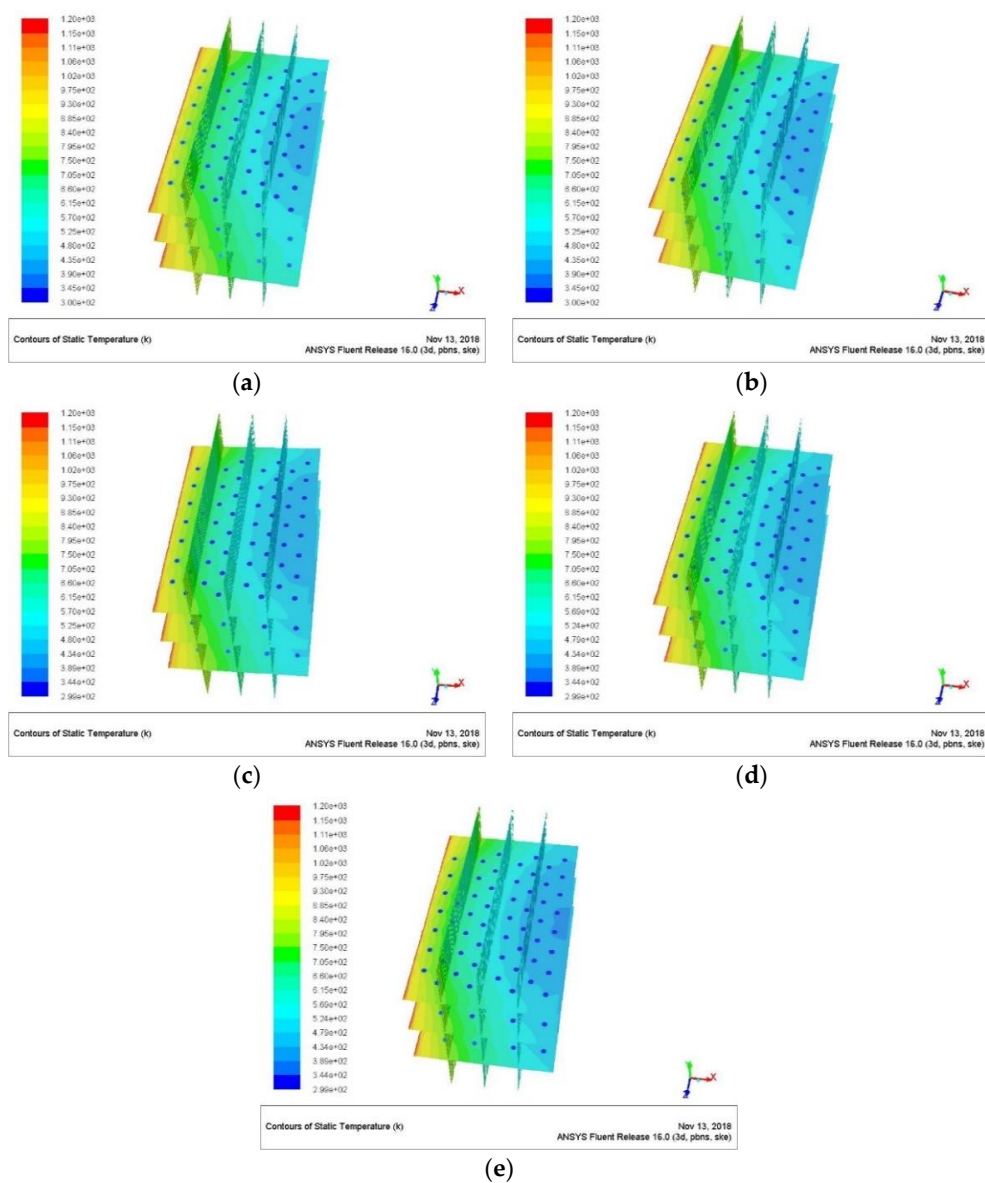 1.20e+03
1.15e+03
1.11e+03
1.06e+03
1.02e+03
9.75e+02
9.30e+02
8.85e+02
8.40e+02
7.95e+02
7.50e+02
7.05e+02
6.60e+02
6.15e+02
5.70e+02
5.25e+02
4.80e+02
4.35e+02
3.90e+02
3.45e+02
3.00e+02
Y
X
Z
Contours of Static Temperature (k)
Nov 13, 2018
ANSYS Fluent Release 16.0 (3d, pbns, ske)
(a)
1.20e+03
1.15e+03
1.11e+03
1.06e+03
1.02e+03
9.75e+02
9.30e+02
8.85e+02
8.40e+02
7.95e+02
7.50e+02
7.05e+02
6.60e+02
6.15e+02
5.70e+02
5.25e+02
4.80e+02
4.35e+02
3.90e+02
3.45e+02
3.00e+02
Y
X
Z
Contours of Static Temperature (k)
Nov 13, 2018
ANSYS Fluent Release 16.0 (3d, pbns, ske)
(b)
1.20e+03
1.15e+03
1.11e+03
1.06e+03
1.02e+03
9.75e+02
9.30e+02
8.85e+02
8.40e+02
7.95e+02
7.50e+02
7.05e+02
6.60e+02
6.15e+02
5.70e+02
5.25e+02
4.80e+02
4.34e+02
3.89e+02
3.44e+02
2.99e+02
Y
X
Z
Contours of Static Temperature (k)
Nov 13, 2018
ANSYS Fluent Release 16.0 (3d, pbns, ske)
(c)
1.20e+03
1.15e+03
1.11e+03
1.06e+03
1.02e+03
9.75e+02
9.30e+02
8.85e+02
8.40e+02
7.95e+02
7.50e+02
7.05e+02
6.60e+02
6.15e+02
5.69e+02
5.24e+02
4.79e+02
4.34e+02
3.89e+02
3.44e+02
2.99e+02
Y
X
Z
Contours of Static Temperature (k)
Nov 13, 2018
ANSYS Fluent Release 16.0 (3d, pbns, ske)
(d)
1.20e+03
1.15e+03
1.11e+03
1.06e+03
1.02e+03
9.75e+02
9.30e+02
8.85e+02
8.40e+02
7.95e+02
7.50e+02
7.05e+02
6.60e+02
6.15e+02
5.69e+02
5.24e+02
4.79e+02
4.34e+02
3.89e+02
3.44e+02
2.99e+02
Y
X
Z
Contours of Static Temperature (k)
Nov 13, 2018
ANSYS Fluent Release 16.0 (3d, pbns, ske)
(e)